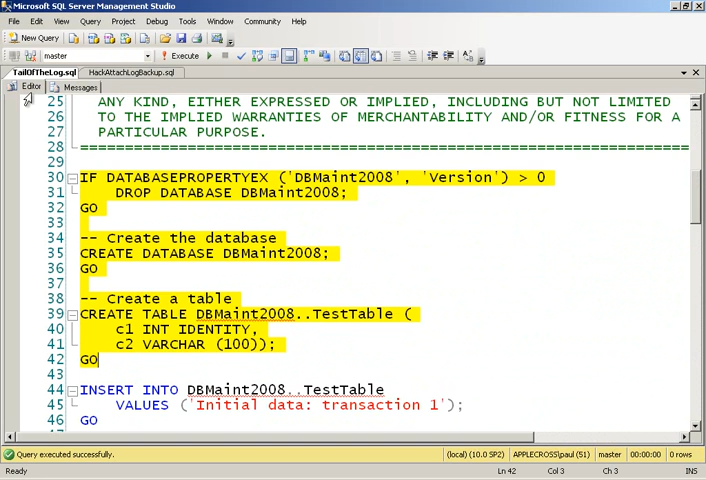 Microsoft SQL Server Management Studio
File Edit View Query Project Debug Tools Window Community Help
New Query
master Execute
TailOfTheLog.sql HackAttachLogBackup.sql
Editor Messages
25 ANY KIND, EITHER EXPRESSED OR IMPLIED, INCLUDING BUT NOT LIMITED
26 TO THE IMPLIED WARRANTIES OF MERCHANTABILITY AND/OR FITNESS FOR A
27 PARTICULAR PURPOSE.
28 ====================================================================
29
30 IF DATABASEPROPERTYEX ('DBMaint2008', 'Version') > 0
31 DROP DATABASE DBMaint2008;
32 GO
33
34 -- Create the database
35 CREATE DATABASE DBMaint2008;
36 GO
37
38 -- Create a table
39 CREATE TABLE DBMaint2008..TestTable (
40 c1 INT IDENTITY,
41 c2 VARCHAR (100));
42 GO
43
44 INSERT INTO DBMaint2008..TestTable
45 VALUES ('Initial data: transaction 1');
46 GO
Query executed successfully. (local) (10.0 SP2) APPLECROSS\paul (51) master 00:00:00 0 rows
Ready Ln 42 Col 3 Ch 3 INS